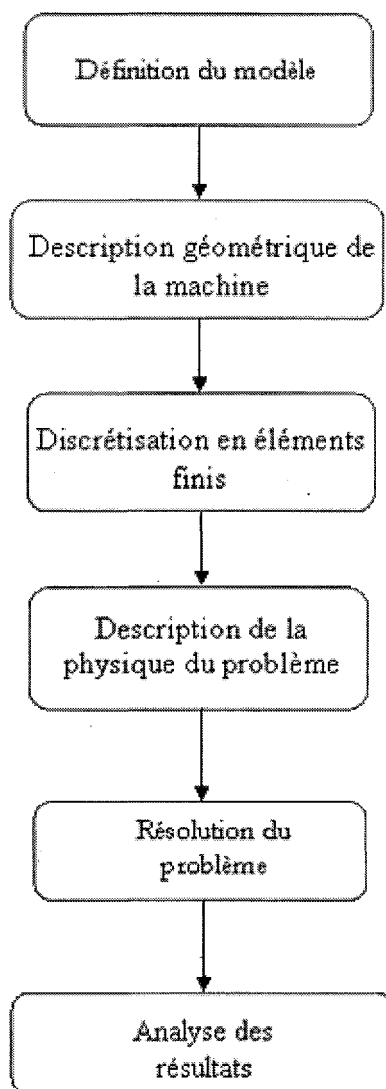 Définition du modèle
Description géométrique de
la machine
Discrétisation en éléments
finis
Description de la
physique du problème
Résolution du
problème
Analyse des
résultats